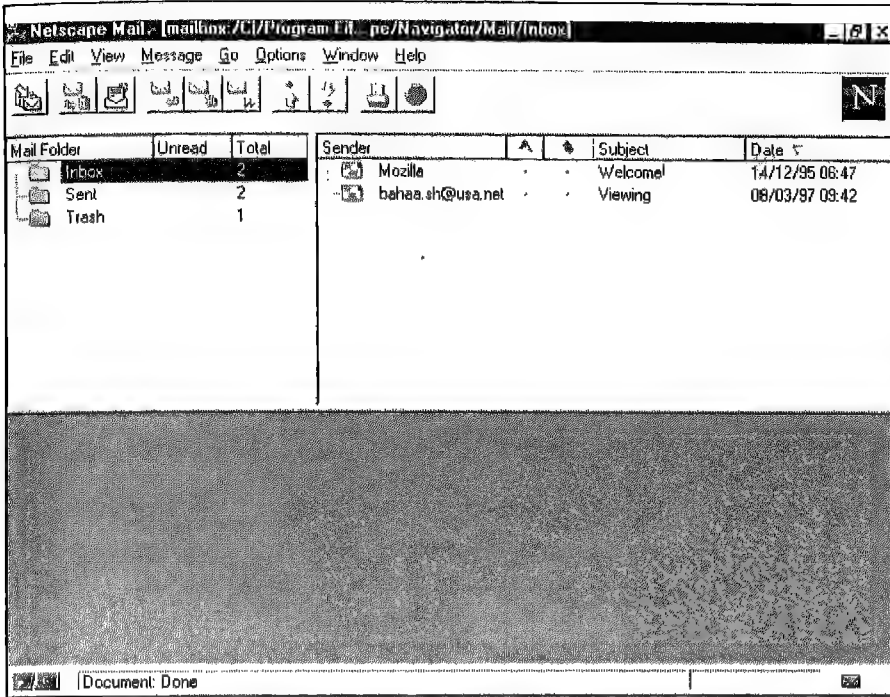 Netscape Mail - [mailbox:/C|/Program Fil...pe/Navigator/Mail/Inbox]
File Edit View Message Go Options Window Help
N
Mail Folder Unread Total Sender Subject Date
Inbox 2 Mozilla Welcome! 14/12/95 06:47
Sent 2 bahaa.sh@usa.net Viewing 08/03/97 09:42
Trash 1
Document: Done